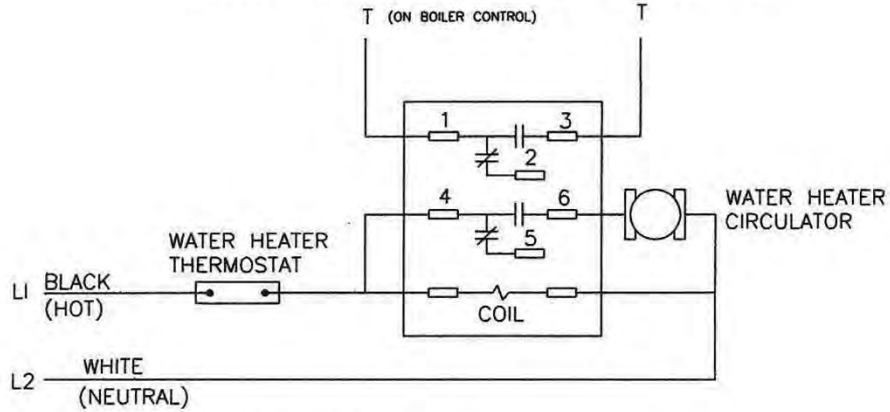 T (ON BOILER CONTROL)
T
1
3
2
4
6
5
WATER HEATER
CIRCULATOR
WATER HEATER
THERMOSTAT
L1
BLACK
(HOT)
COIL
L2
WHITE
(NEUTRAL)